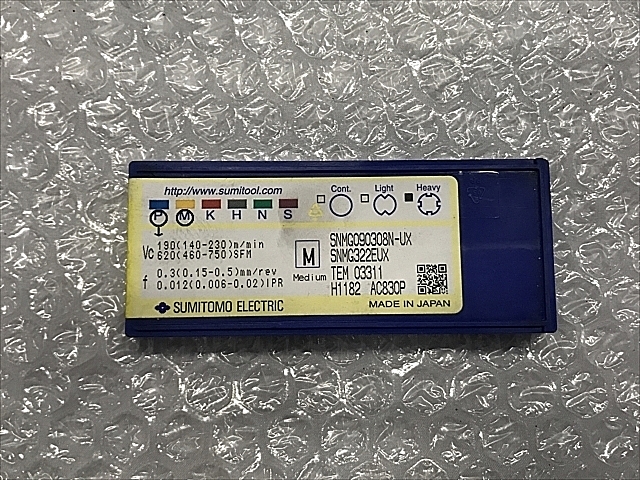 http://www.sumitool.com
Cont. Light Heavy
P M K H N S
Vc 190(140-230)m/min
620(460-750)SFM
f 0.3(0.15-0.5)mm/rev
0.012(0.006-0.02)IPR
M
Medium
SNMG090308N-UX
SNMG322EUX
TEM 03311
H1182 AC830P
SUMITOMO ELECTRIC
MADE IN JAPAN